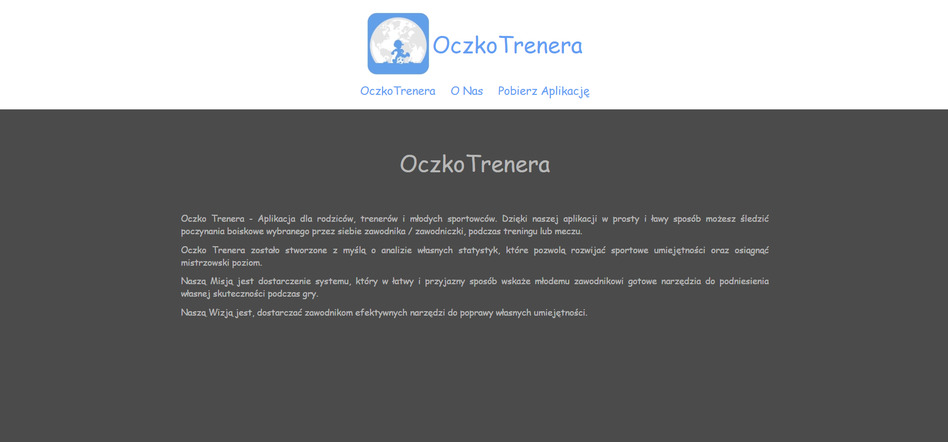 OczkoTrenera
OczkoTrenera O Nas Pobierz Aplikację
OczkoTrenera
Oczko Trenera - Aplikacja dla rodziców, trenerów i młodych sportowców. Dzięki naszej aplikacji w prosty i ławy sposób możesz śledzić
poczynania boiskowe wybranego przez siebie zawodnika / zawodniczki, podczas treningu lub meczu.
Oczko Trenera zostało stworzone z myślą o analizie własnych statystyk, które pozwolą rozwijać sportowe umiejętności oraz osiągnąć
mistrzowski poziom.
Naszą Misją jest dostarczenie systemu, który w łatwy i przyjazny sposób wskaże młodemu zawodnikowi gotowe narzędzia do podniesienia
własnej skuteczności podczas gry.
Naszą Wizją jest, dostarczać zawodnikom efektywnych narzędzi do poprawy własnych umiejętności.